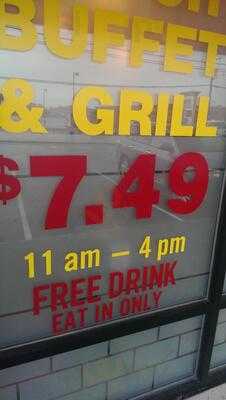 BUFFET
& GRILL
$7.49
11 am – 4 pm
FREE DRINK
EAT IN ONLY